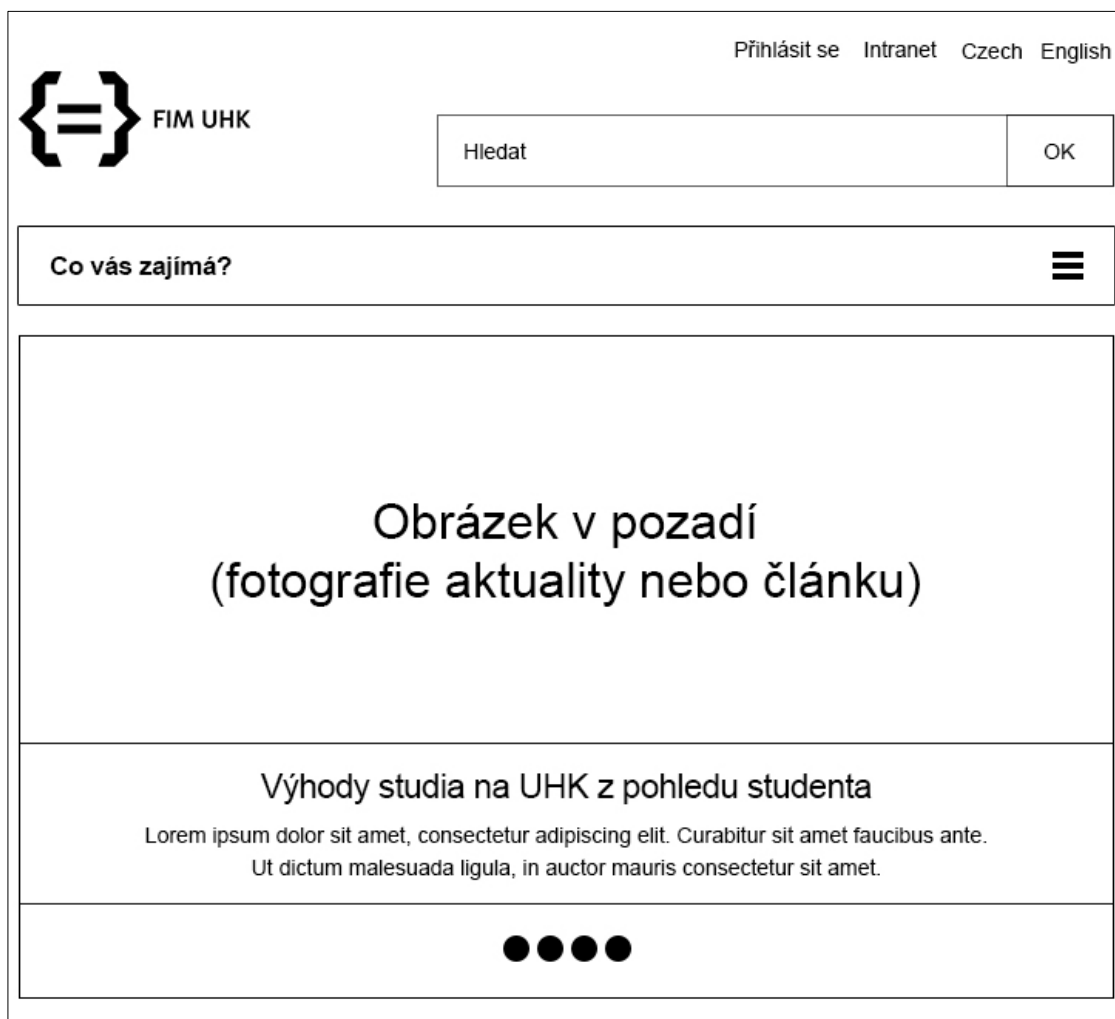 Přihlásit se Intranet Czech English
{=} FIM UHK
Hledat OK
Co vás zajímá?
Obrázek v pozadí
(fotografie aktuality nebo článku)
Výhody studia na UHK z pohledu studenta
Lorem ipsum dolor sit amet, consectetur adipiscing elit. Curabitur sit amet faucibus ante.
Ut dictum malesuada ligula, in auctor mauris consectetur sit amet.